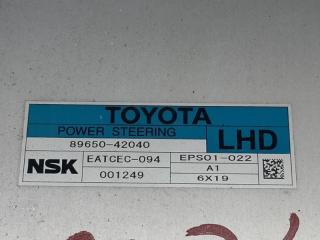 TOYOTA
POWER STEERING
89650-42040
LHD
NSK
EATCEC-094
EPS01-022
001249
A1
6X19